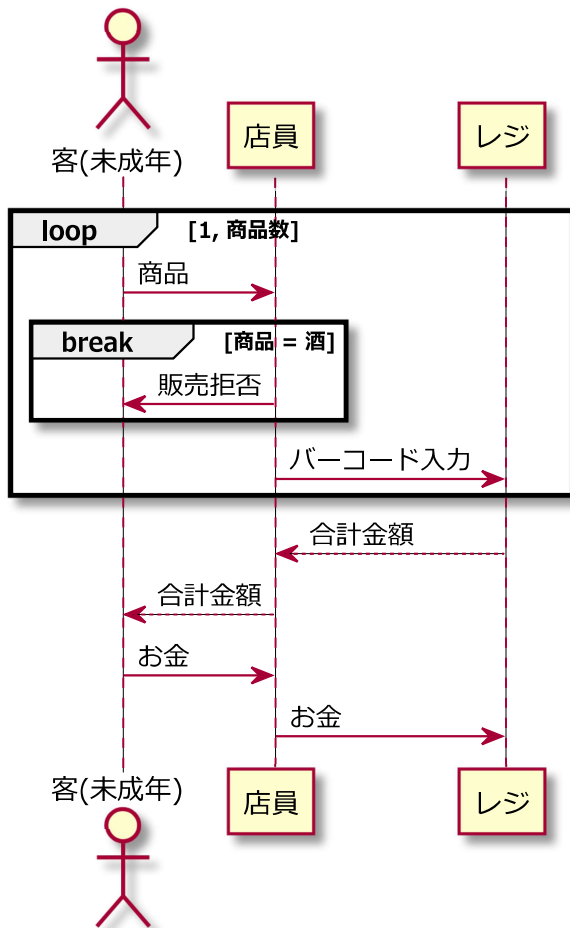 客(未成年)
店員
レジ
loop
[1, 商品数]
商品
break
[商品 = 酒]
販売拒否
バーコード入力
合計金額
合計金額
お金
お金
客(未成年)
店員
レジ